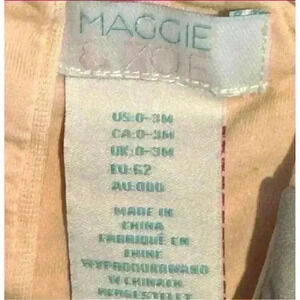 MAGGIE
& ZOE
US:0-3M
CA:0-3M
UK:0-3M
EU:62
AU:000
MADE IN
CHINA
FABRIQUÉ EN
CHINE
WYPRODUKOWANO
W CHINACH
HERGESTELLT